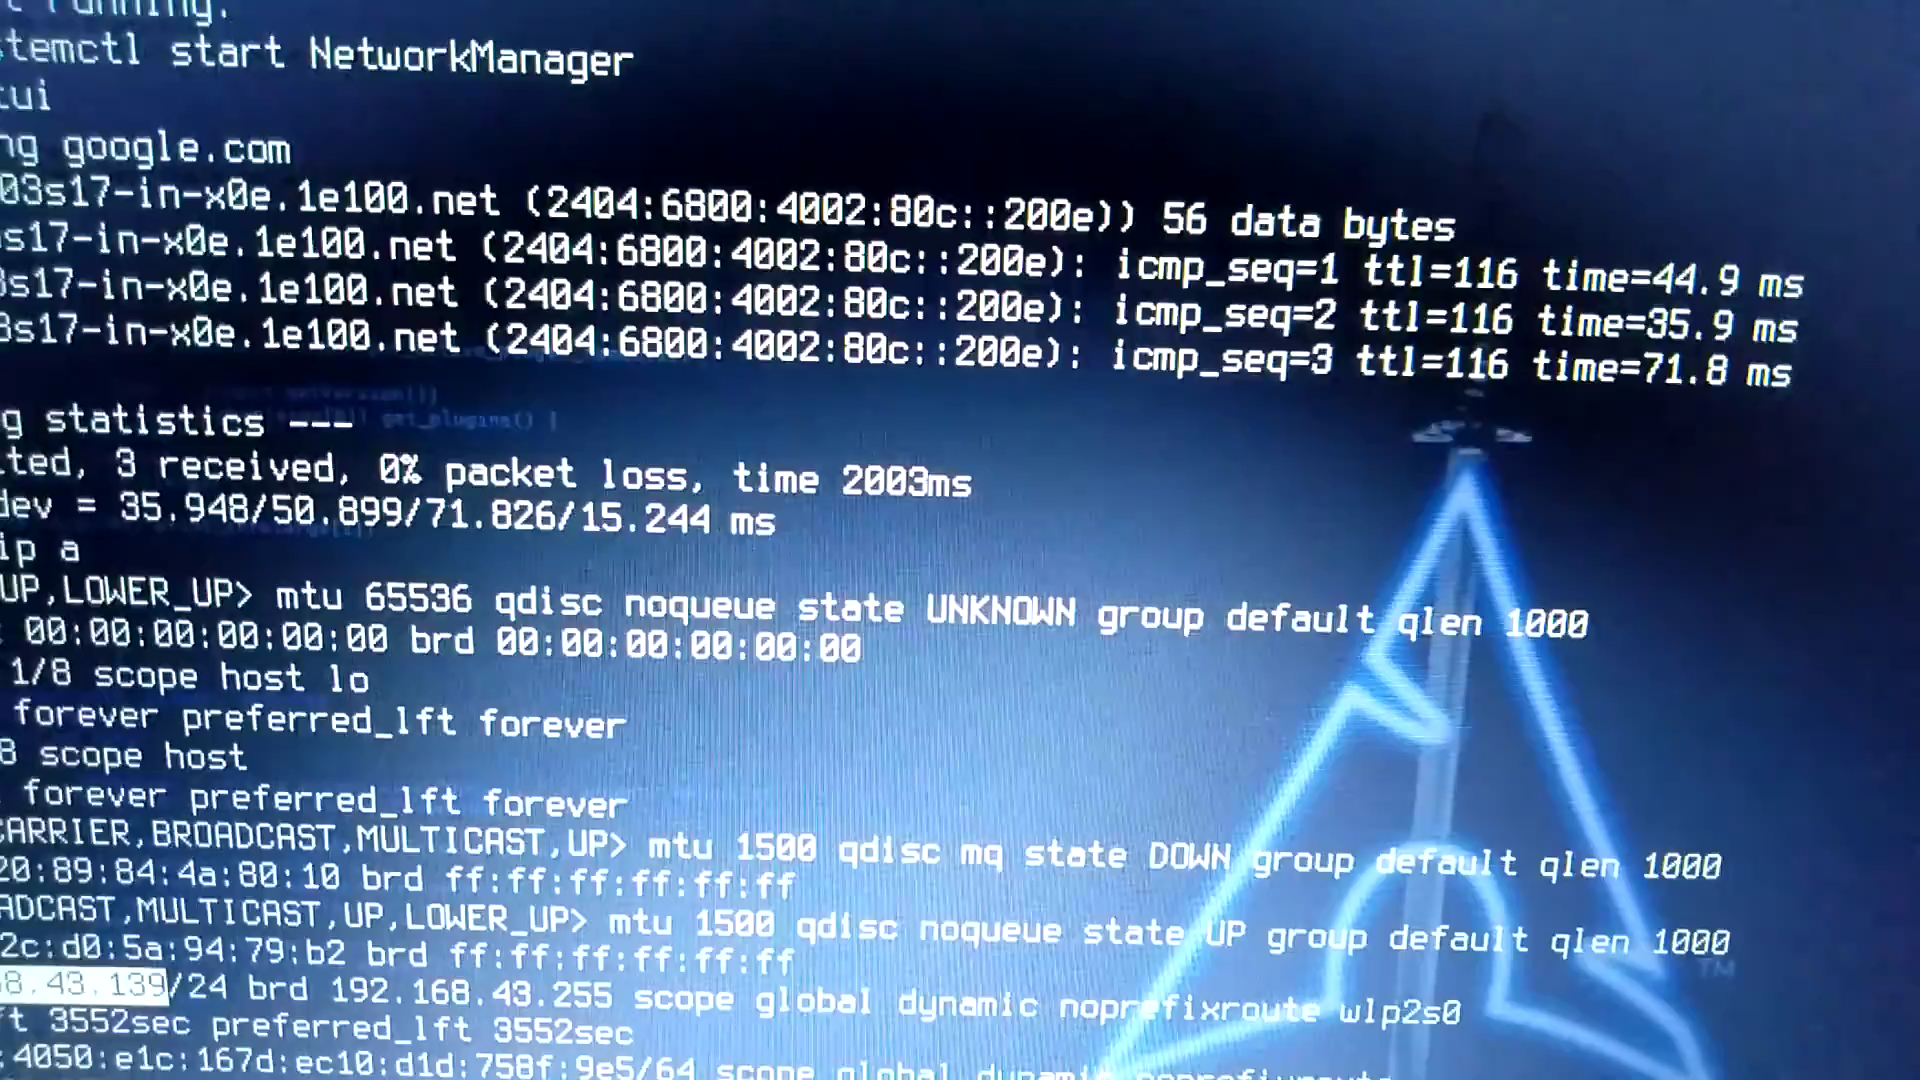 t running.
stemctl start NetworkManager
tui
ng google.com
03s17-in-x0e.1e100.net (2404:6800:4002:80c::200e)) 56 data bytes
s17-in-x0e.1e100.net (2404:6800:4002:80c::200e): icmp_seq=1 ttl=116 time=44.9 ms
3s17-in-x0e.1e100.net (2404:6800:4002:80c::200e): icmp_seq=2 ttl=116 time=35.9 ms
3s17-in-x0e.1e100.net (2404:6800:4002:80c::200e): icmp_seq=3 ttl=116 time=71.8 ms
get_plugins() {
g statistics ---
ted, 3 received, 0% packet loss, time 2003ms
dev = 35.948/50.899/71.826/15.244 ms
ip a
UP,LOWER_UP> mtu 65536 qdisc noqueue state UNKNOWN group default qlen 1000
00:00:00:00:00:00 brd 00:00:00:00:00:00
1/8 scope host lo
forever preferred_lft forever
8 scope host
forever preferred_lft forever
CARRIER,BROADCAST,MULTICAST,UP> mtu 1500 qdisc mq state DOWN group default qlen 1000
20:89:84:4a:80:10 brd ff:ff:ff:ff:ff:ff
ADCAST,MULTICAST,UP,LOWER_UP> mtu 1500 qdisc noqueue state UP group default qlen 1000
2c:d0:5a:94:79:b2 brd ff:ff:ff:ff:ff:ff
TM
8.43.139/24 brd 192.168.43.255 scope global dynamic noprefixroute wlp2s0
ft 3552sec preferred_lft 3552sec
:4050:e1c:167d:ec10:d1d:758f:9e5/64 scope global dynamic noprefixroute